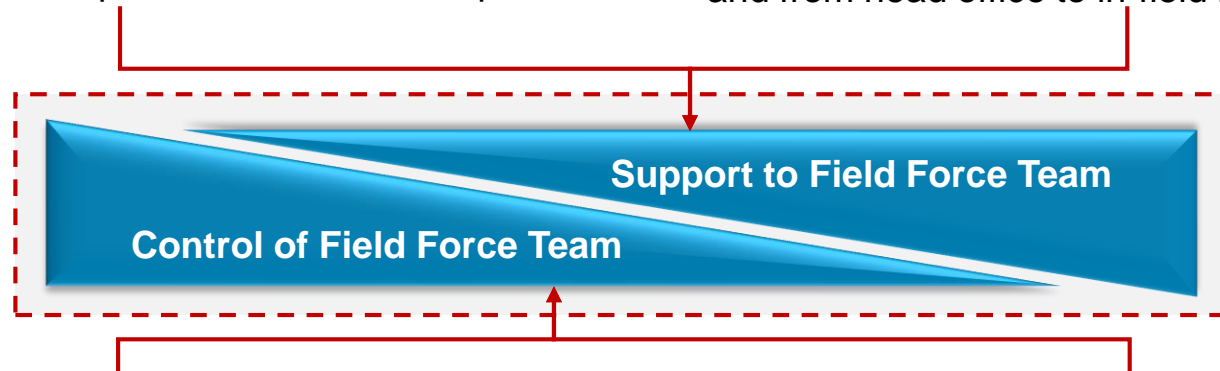 and from head office to in-field
Support to Field Force Team
Control of Field Force Team